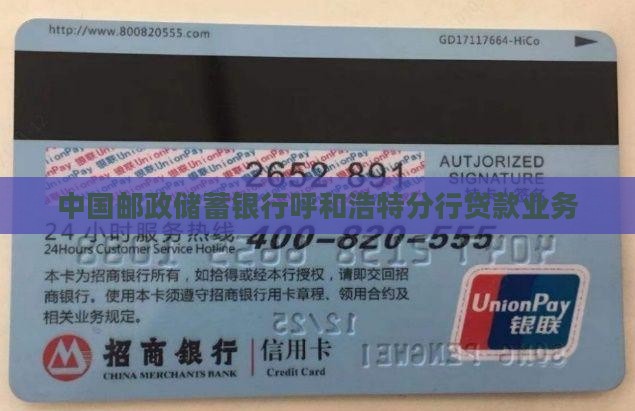 http://www.800820555.com
GD17117664-HiCo
2652 891
AUTJORIZED
SIGNATURE
中国邮政储蓄银行呼和浩特分行贷款业务
24小时服务热线
24Hours Customer Service Hotline
400-820-555
本卡为招商银行所有，如拾得或经本行授权，请即交回招
商银行。使用本卡须遵守招商银行用卡章程、领用合约及
相关业务规定。
UnionPay
银联
12/25
SONG PENGWEI
招商银行
CHINA MERCHANTS BANK
信用卡
Credit Card